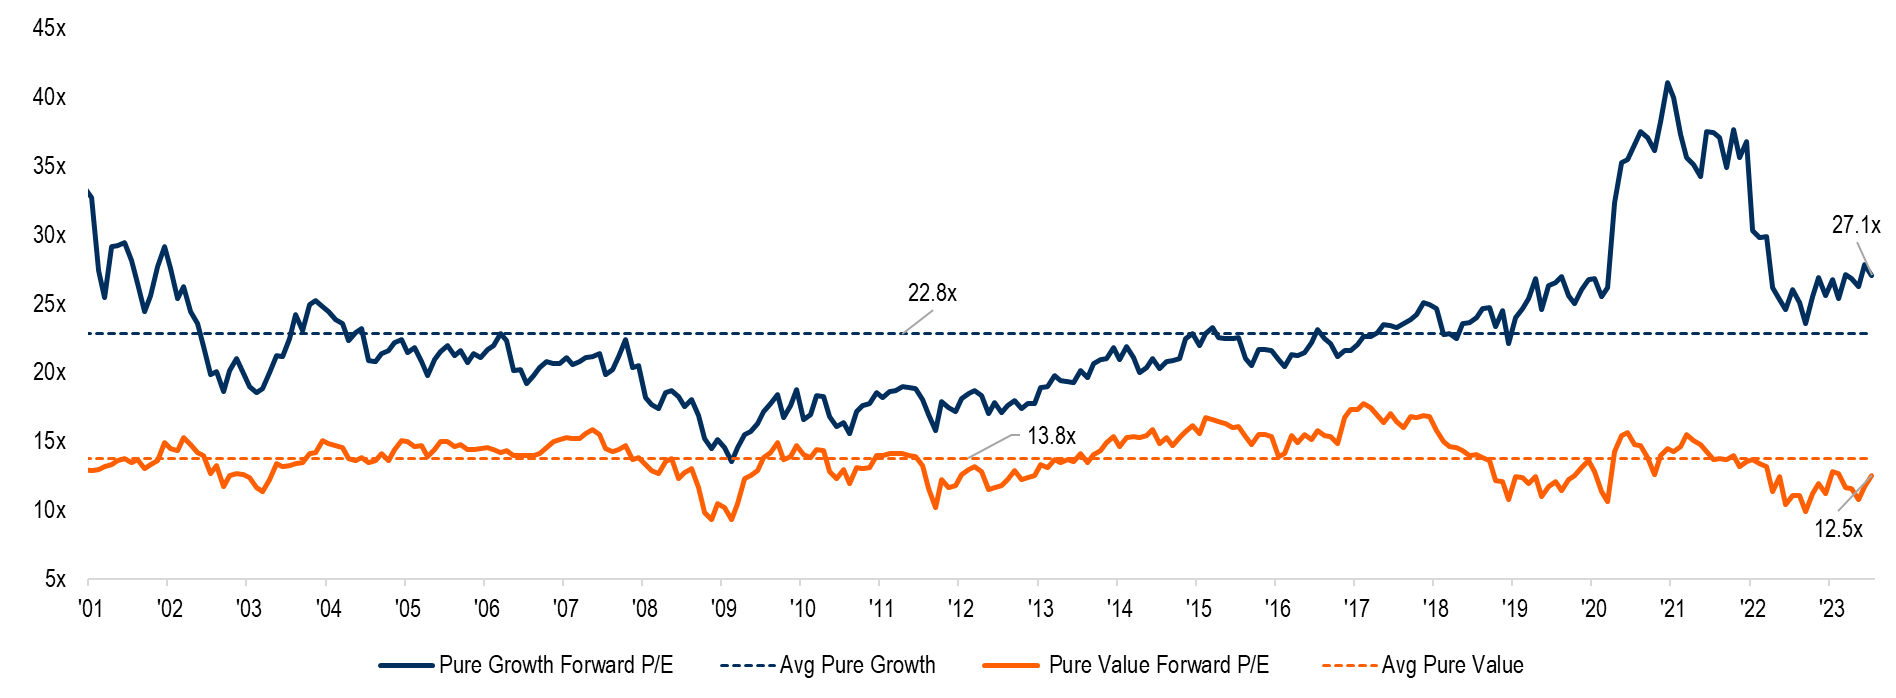 45x
40x
35x
30x
25x
20x
15x
10x
5x
27.1x
22.8x
13.8x
12.5x
'01 '02 '03 '04 '05 '06 '07 '08 '09 '10 '11 '12 '13 '14 '15 '16 '17 '18 '19 '20 '21 '22 '23
Pure Growth Forward P/E Avg Pure Growth Pure Value Forward P/E Avg Pure Value